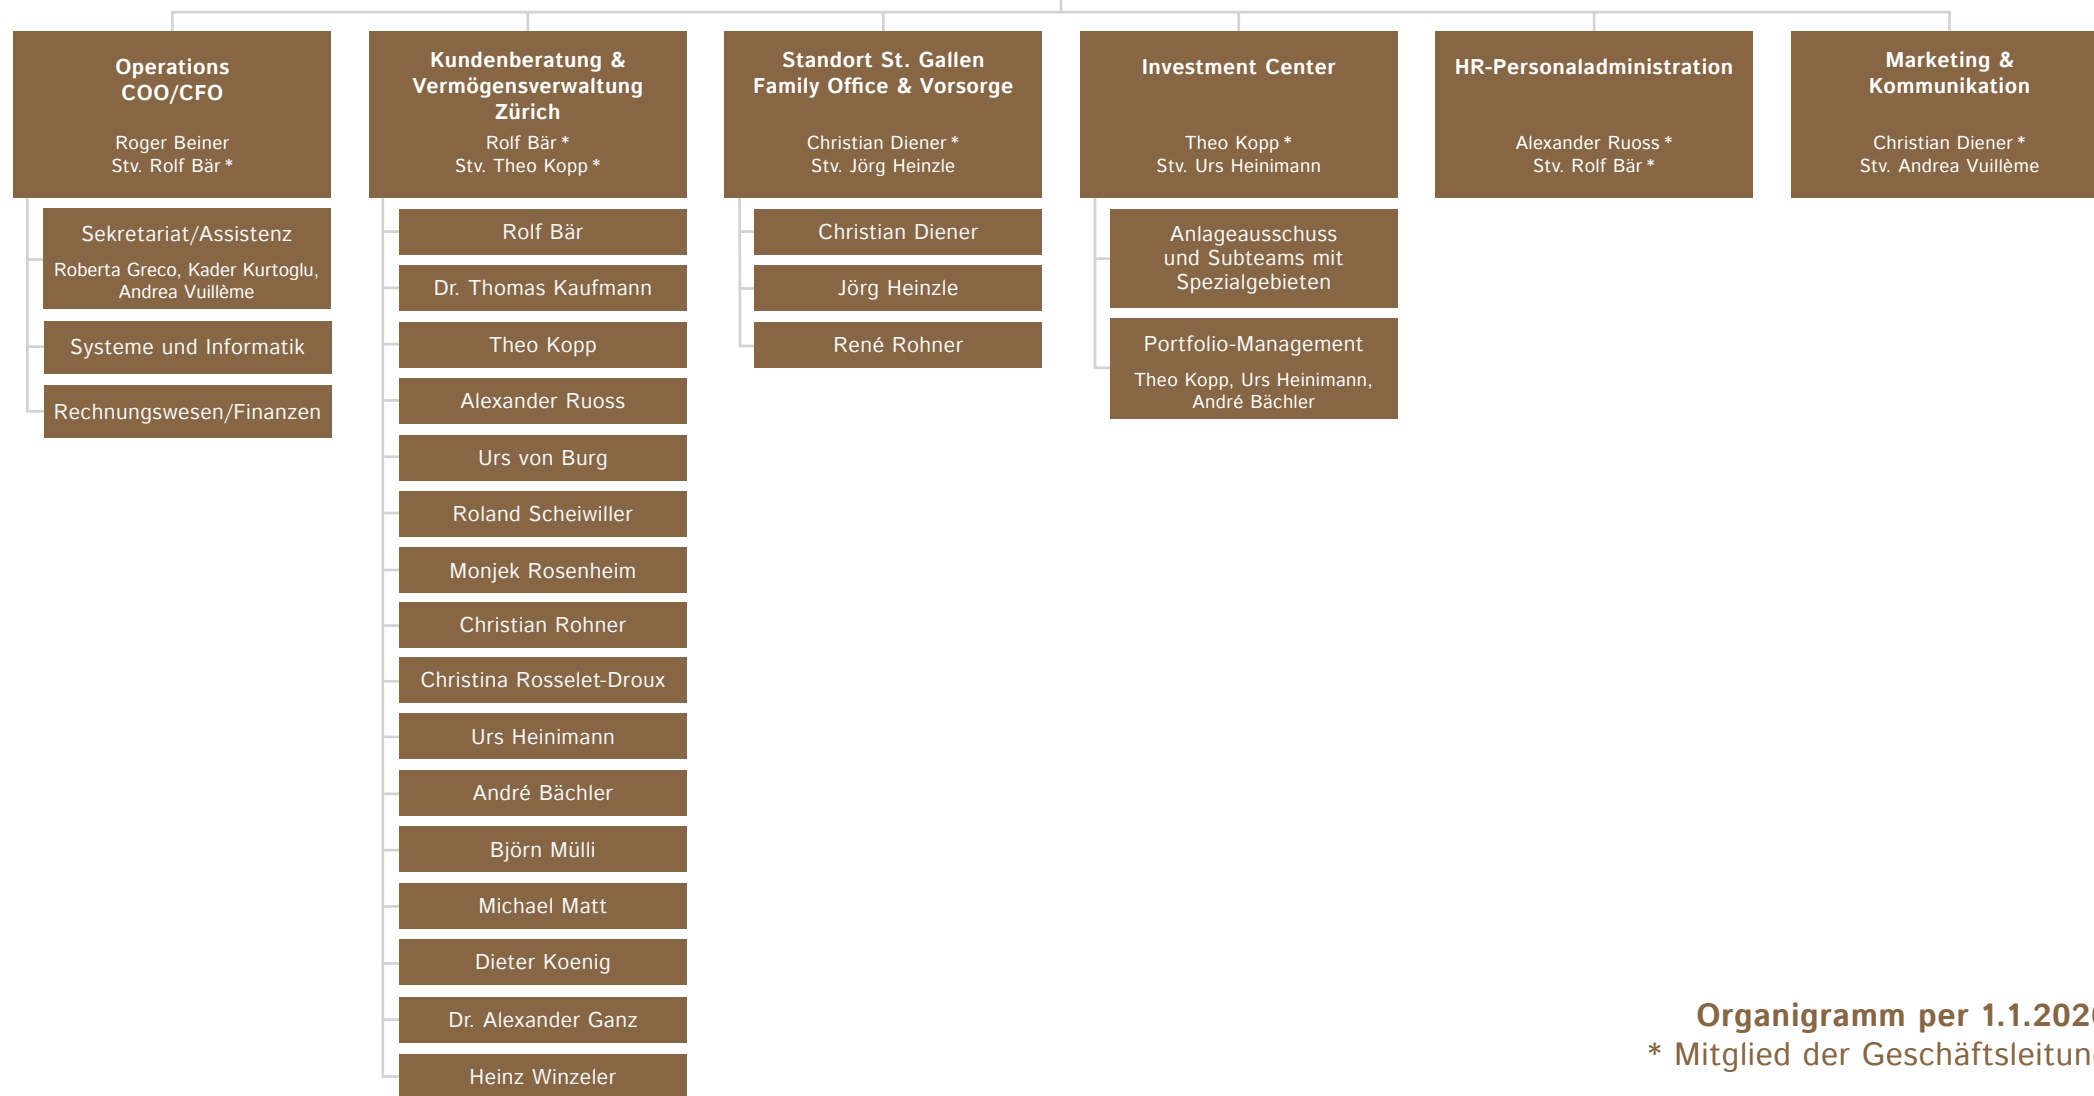 Operations
COO/CFO
Roger Beiner
Stv. Rolf Bär *
Sekretariat/Assistenz
Roberta Greco, Kader Kurtoglu,
Andrea Vuillème
Systeme und Informatik
Rechnungswesen/Finanzen
Kundenberatung &
Vermögensverwaltung
Zürich
Rolf Bär *
Stv. Theo Kopp *
Rolf Bär
Dr. Thomas Kaufmann
Theo Kopp
Alexander Ruoss
Urs von Burg
Roland Scheiwiller
Monjek Rosenheim
Christian Rohner
Christina Rosselet-Droux
Urs Heinimann
André Bächler
Björn Mülli
Michael Matt
Dieter Koenig
Dr. Alexander Ganz
Heinz Winzeler
Standort St. Gallen
Family Office & Vorsorge
Christian Diener *
Stv. Jörg Heinzle
Christian Diener
Jörg Heinzle
René Rohner
Investment Center
Theo Kopp *
Stv. Urs Heinimann
Anlageausschuss
und Subteams mit
Spezialgebieten
Portfolio-Management
Theo Kopp, Urs Heinimann,
André Bächler
HR-Personaladministration
Alexander Ruoss *
Stv. Rolf Bär *
Marketing &
Kommunikation
Christian Diener *
Stv. Andrea Vuillème
Organigramm per 1.1.2020
* Mitglied der Geschäftsleitung